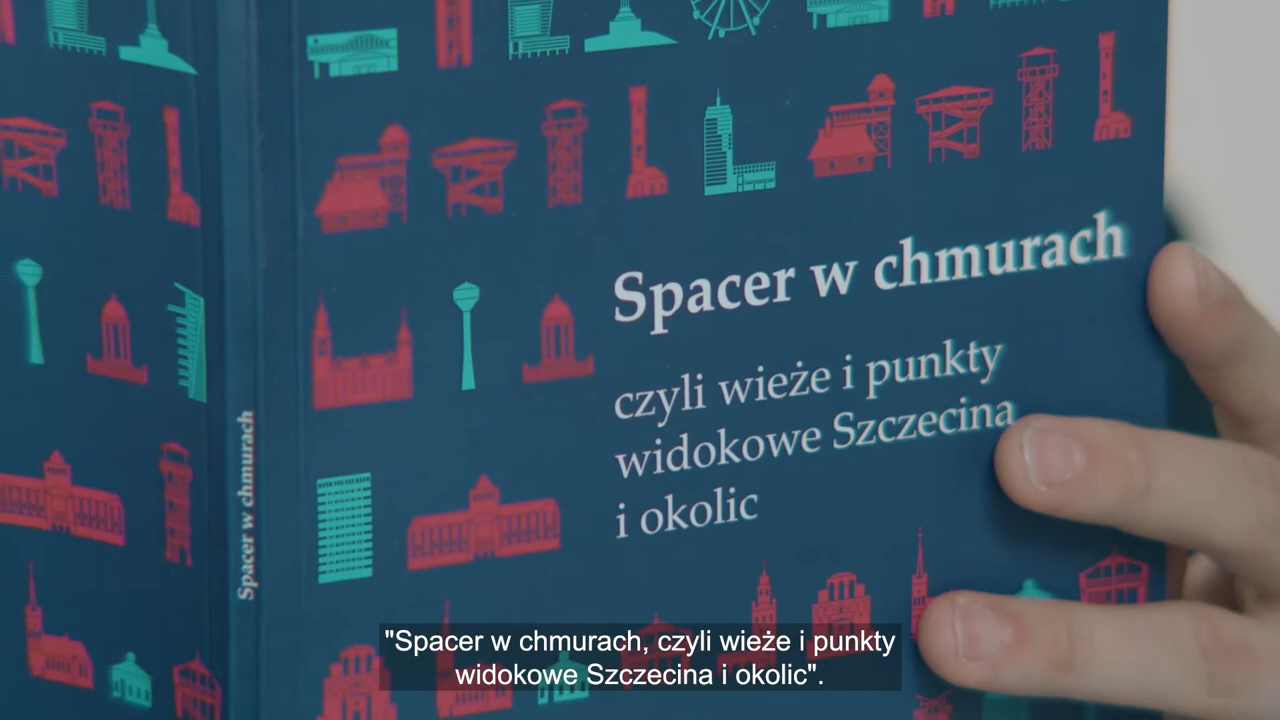 Spacer w chmurach
czyli wieże i punkty
widokowe Szczecina
i okolic
Spacer w chmurach
"Spacer w chmurach, czyli wieże i punkty
widokowe Szczecina i okolic".